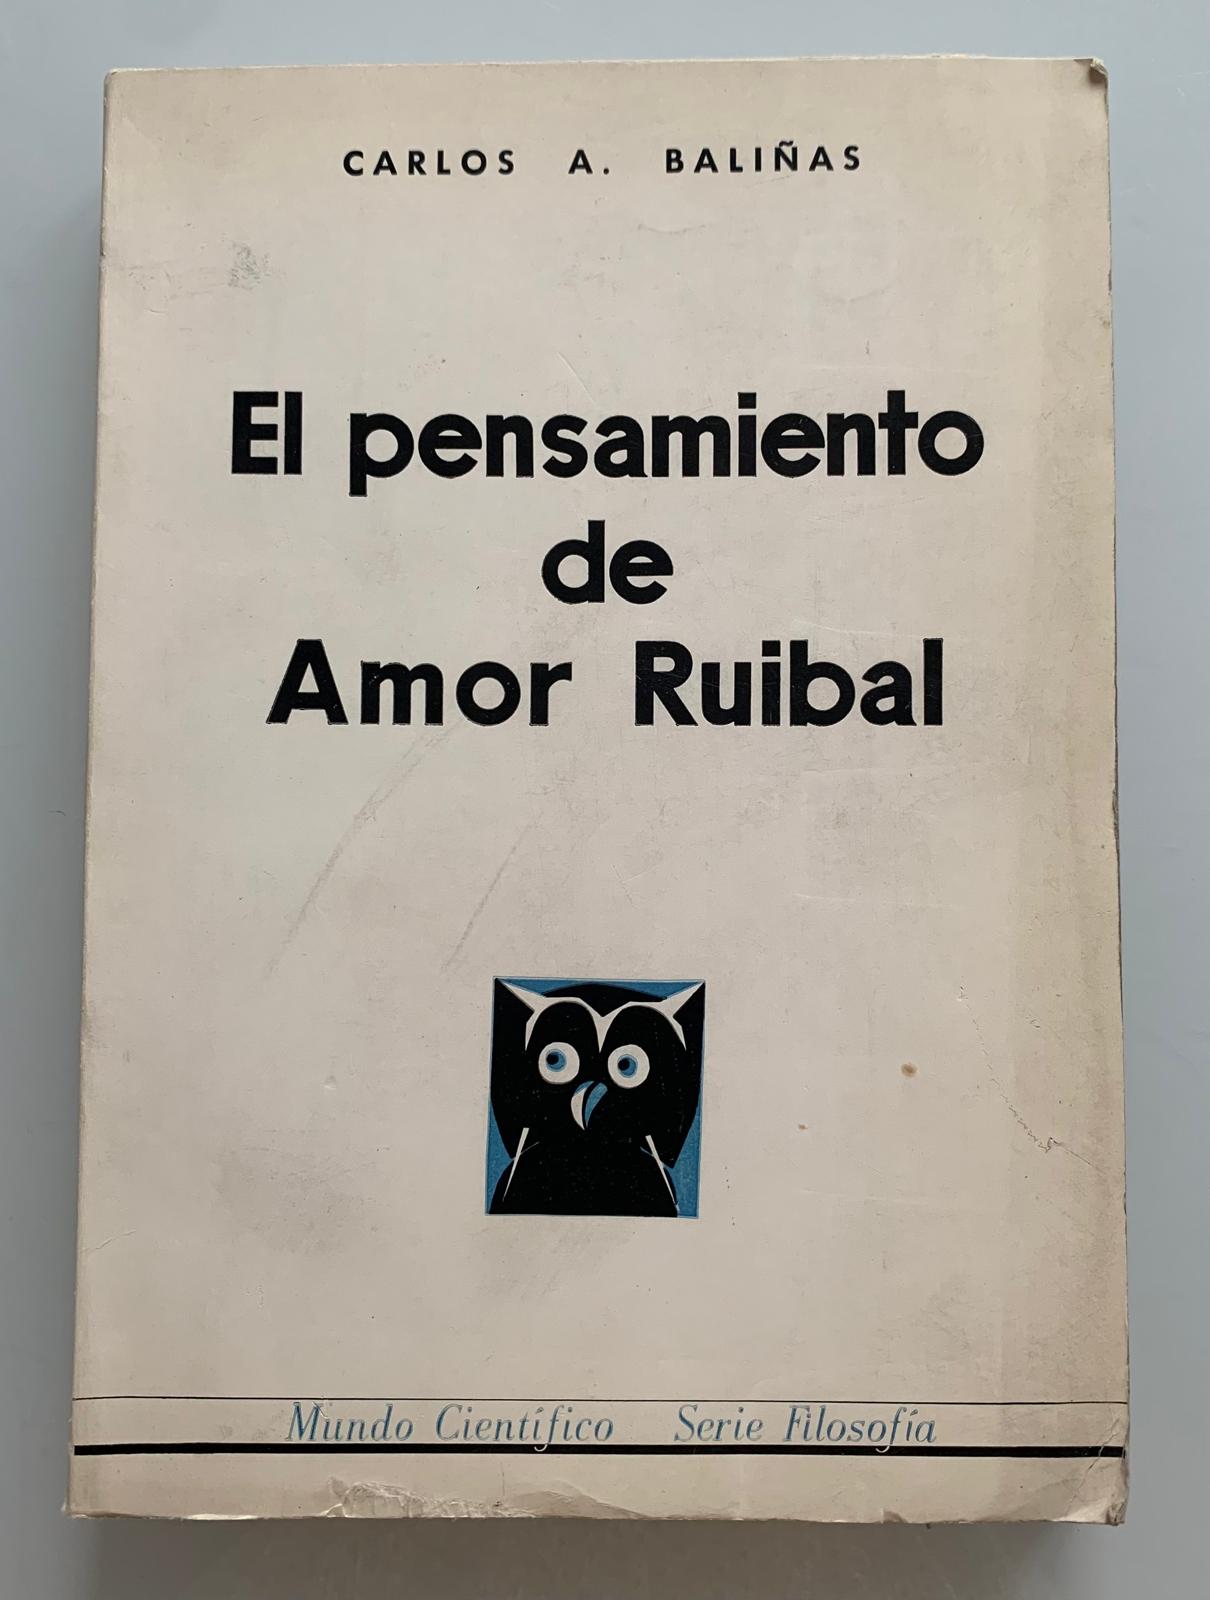 CARLOS A. BALIÑAS
El pensamiento
de
Amor Ruibal
Mundo Científico Serie Filosofía